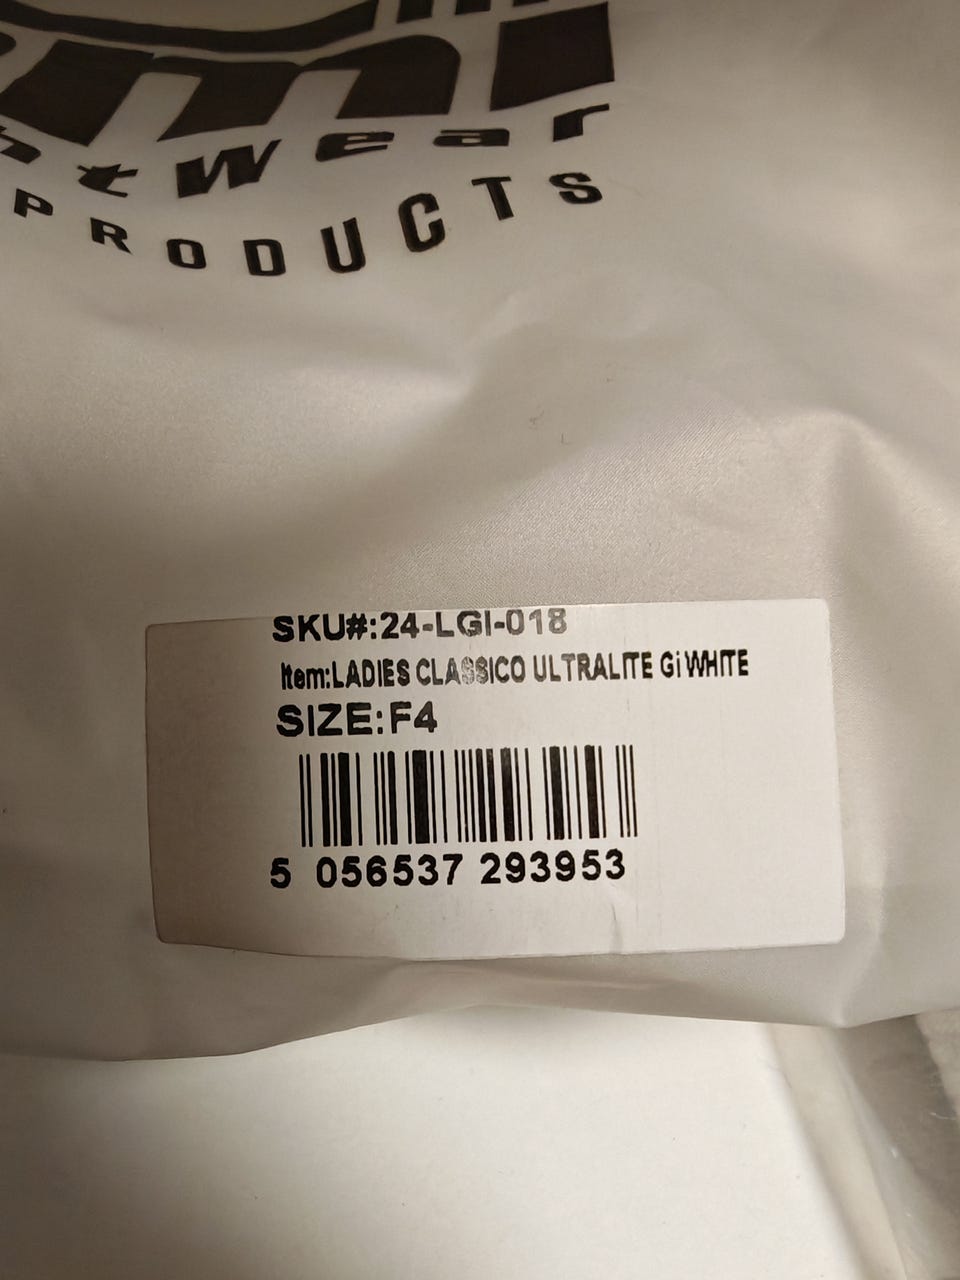 PRODUCTS
SKU#:24-LGI-018
Item:LADIES CLASSICO ULTRALITE Gi WHITE
SIZE:F4
5 056537 293953